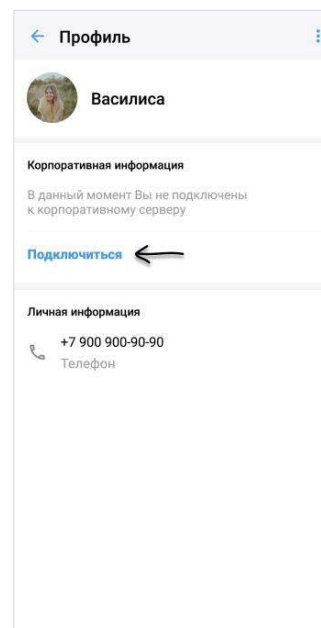 Профиль
Василиса
Корпоративная информация
В данный момент Вы не подключены
к корпоративному серверу
Подключиться
Личная информация
+7 900 900-90-90
Телефон